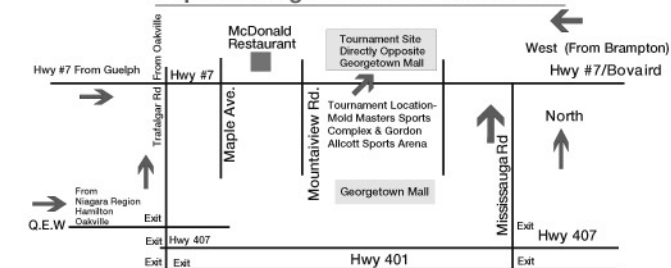 McDonald
Restaurant
Tournament Site
Directly Opposite
Georgetown Mall
West (From Brampton)
Hwy #7/Bovaird
Hwy #7 From Guelph
Trafalgar Rd From Oakville
Hwy #7
Maple Ave.
Mountaiview Rd.
Tournament Location-
Mold Masters Sports
Complex & Gordon
Allcott Sports Arena
Georgetown Mall
Mississauga Rd
North
From
Niagara Region
Hamilton
Oakville
Q.E.W
Exit
Exit
Hwy 407
Exit
Hwy 407
Exit
Exit
Hwy 401
Exit